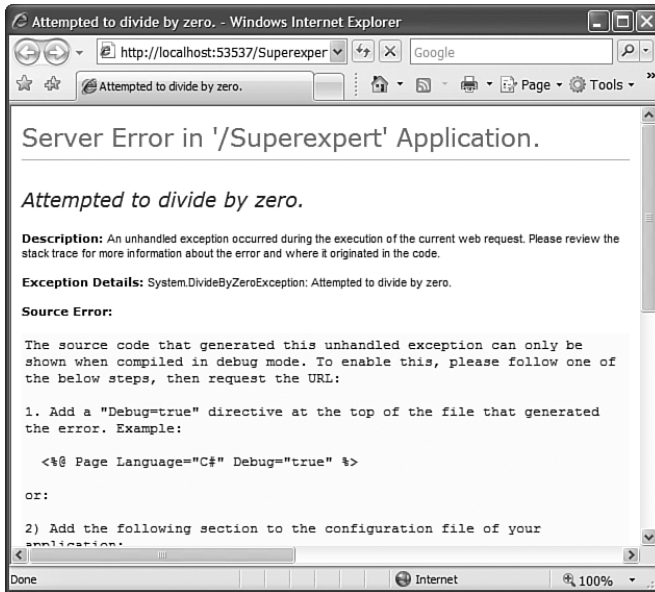 Attempted to divide by zero. - Windows Internet Explorer
http://localhost:53537/Superexper
Google
Attempted to divide by zero.
Page
Tools
Server Error in '/Superexpert' Application.
Attempted to divide by zero.
Description: An unhandled exception occurred during the execution of the current web request. Please review the
stack trace for more information about the error and where it originated in the code.
Exception Details: System.DivideByZeroException: Attempted to divide by zero.
Source Error:
The source code that generated this unhandled exception can only be
shown when compiled in debug mode. To enable this, please follow one of
the below steps, then request the URL:
1. Add a "Debug=true" directive at the top of the file that generated
the error. Example:
<%@ Page Language="C#" Debug="true" %>
or:
2) Add the following section to the configuration file of your
application:
Done
Internet
100%